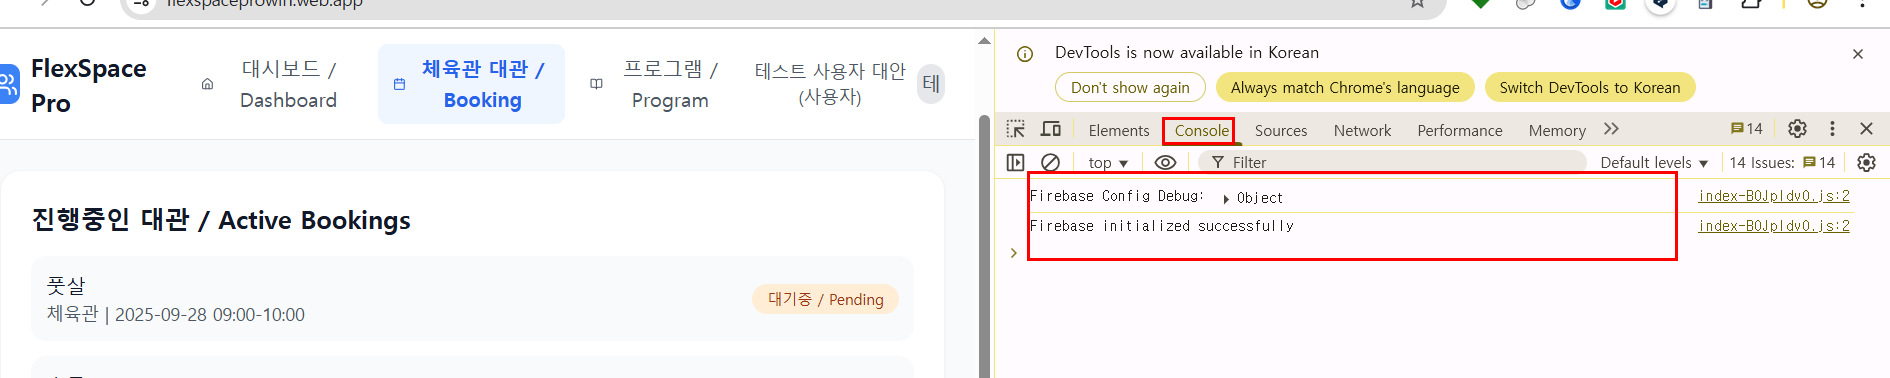 flexspaceprowin.web.app
FlexSpace
Pro
대시보드 /
Dashboard
체육관 대관 /
Booking
프로그램 /
Program
테스트 사용자 대안
(사용자)
테
진행중인 대관 / Active Bookings
풋살
체육관 | 2025-09-28 09:00-10:00
대기중 / Pending
DevTools is now available in Korean
Don't show again
Always match Chrome's language
Switch DevTools to Korean
Elements
Console
Sources
Network
Performance
Memory
14
top
Filter
Default levels
14 Issues:
14
Firebase Config Debug:
Object
index-B0Jpldv0.js:2
Firebase initialized successfully
index-B0Jpldv0.js:2